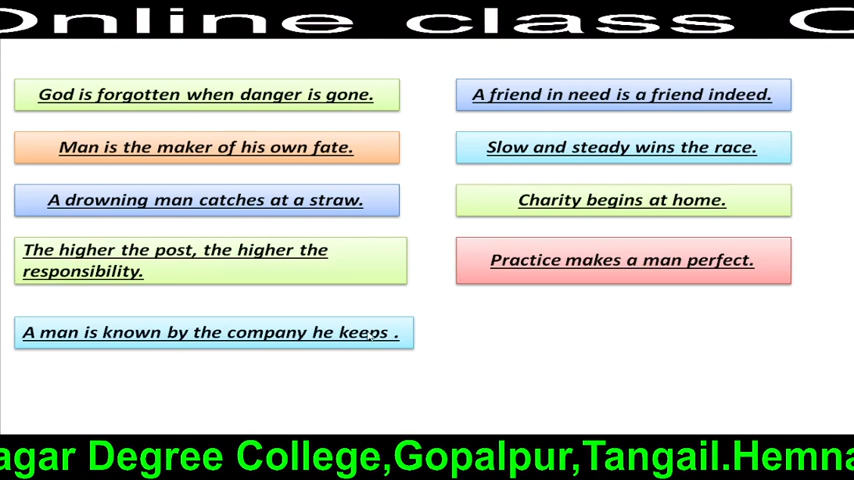 Online class
God is forgotten when danger is gone.
Man is the maker of his own fate.
A drowning man catches at a straw.
The higher the post, the higher the
responsibility.
A man is known by the company he keeps .
A friend in need is a friend indeed.
Slow and steady wins the race.
Charity begins at home.
Practice makes a man perfect.
agar Degree College,Gopalpur,Tangail.Hemna